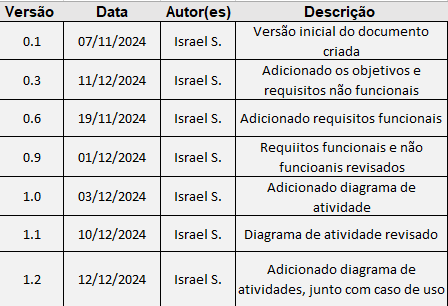 Versão Data Autor(es) Descrição
0.1 07/11/2024 Israel S. Versão inicial do documento
criada
0.3 11/12/2024 Israel S. Adicionado os objetivos e
requisitos não funcionais
0.6 19/11/2024 Israel S. Adicionado requisitos funcionais
0.9 01/12/2024 Israel S. Requiitos funcionais e não
funcioanis revisados
1.0 03/12/2024 Israel S. Adicionado diagrama de
atividade
1.1 10/12/2024 Israel S. Diagrama de atividade revisado
1.2 12/12/2024 Israel S. Adicionado diagrama de
atividades, junto com caso de uso